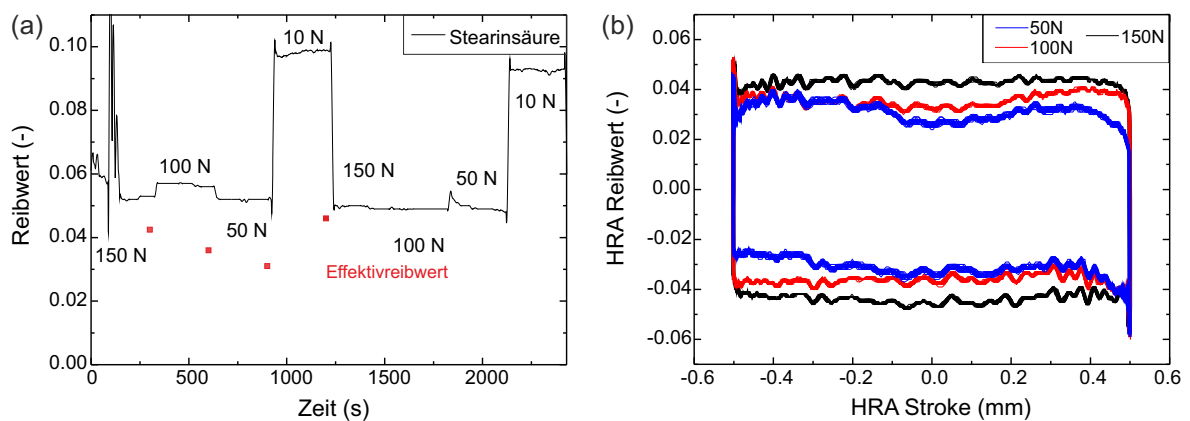 (a)
Reibwert (-)
0.10
0.08
0.06
0.04
0.02
0.00
10 N
Stearinsäure
10 N
100 N
150 N
50 N
150 N
50 N
100 N
Effektivreibwert
0 500 1000 1500 2000
Zeit (s)
(b)
HRA Reibwert (-)
0.06
0.04
0.02
0.00
-0.02
-0.04
-0.06
50N 150N
100N
-0.6 -0.4 -0.2 0.0 0.2 0.4 0.6
HRA Stroke (mm)